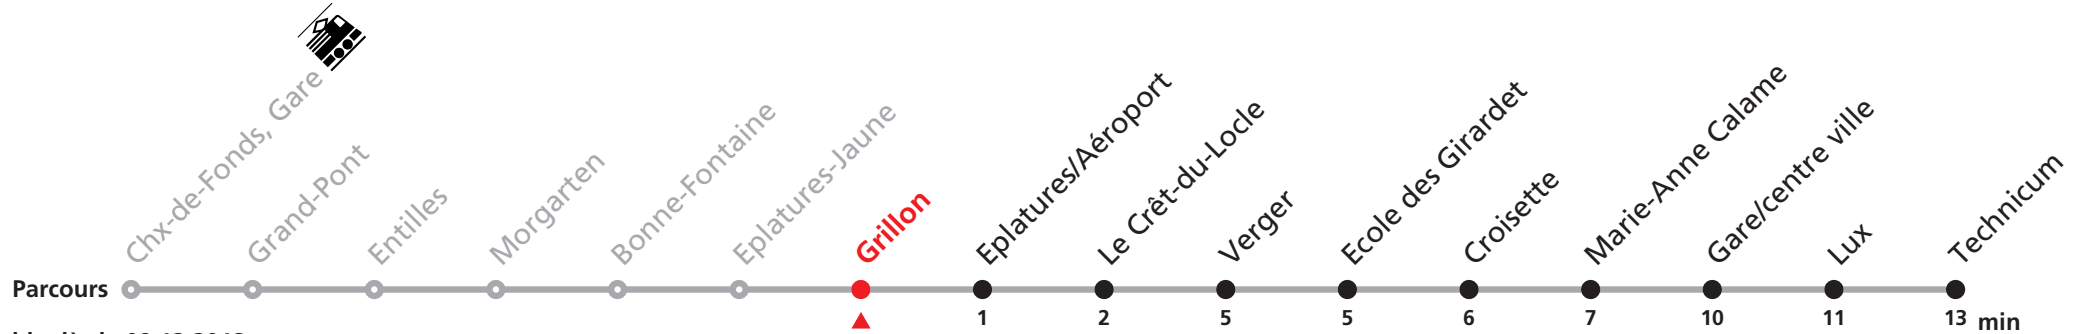 Chx-de-Fonds, Gare
Grand-Pont
Entilles
Morgarten
Bonne-Fontaine
Eplatures-Jaune
Grillon
Eplatures/Aéroport
Le Crêt-du-Locle
Verger
Ecole des Girardet
Croisette
Marie-Anne Calame
Gare/centre ville
Lux
Technicum
Parcours
1 2 5 5 6 7 10 11 13 min